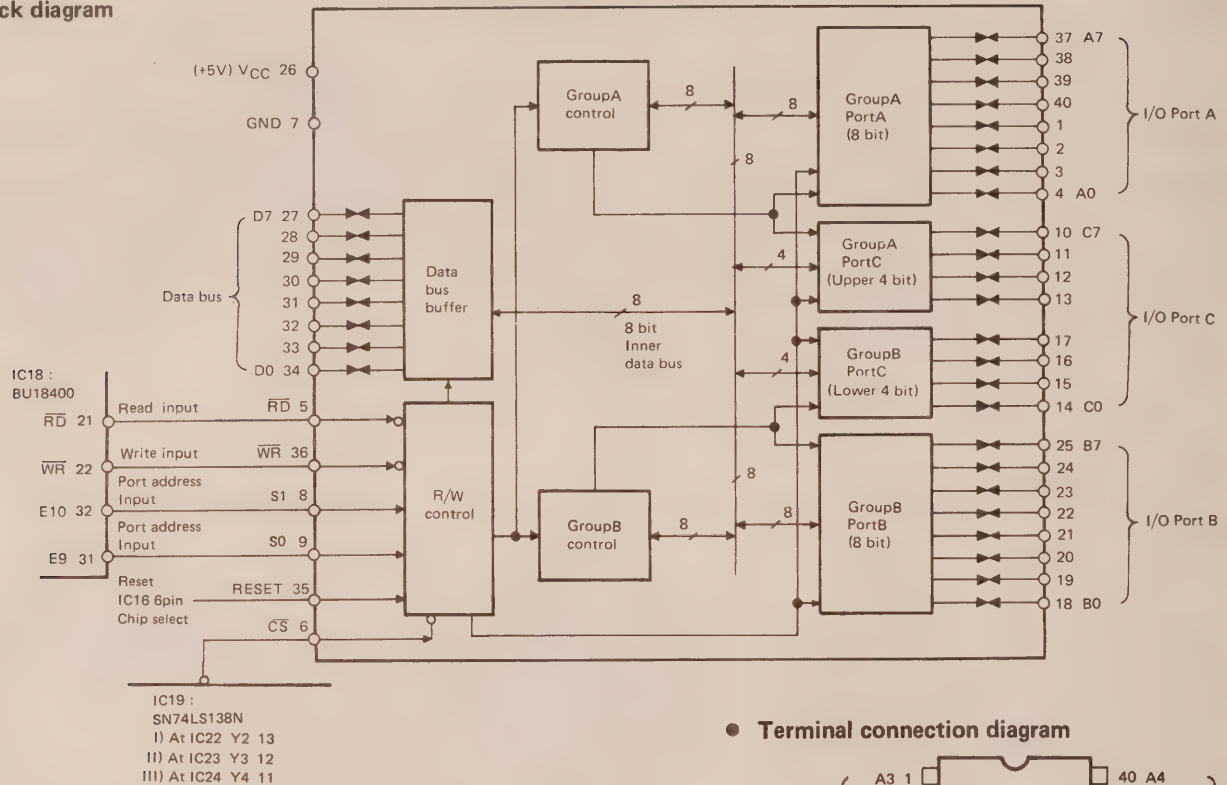 ck diagram
(+5V) VCC 26
GND 7
Data bus
D7 27
28
29
30
31
32
33
D0 34
IC18 :
BU18400
RD 21
Read input
RD 5
WR 22
Write input
WR 36
Port address
Input
E10 32
S1 8
Port address
Input
E9 31
S0 9
Reset
IC16 6pin
RESET 35
Chip select
CS 6
IC19 :
SN74LS138N
I) At IC22 Y2 13
II) At IC23 Y3 12
III) At IC24 Y4 11
Data
bus
buffer
R/W
control
GroupA
control
GroupB
control
8
8
8
8
8 bit
Inner
data bus
4
4
8
8
8
GroupA
PortA
(8 bit)
GroupA
PortC
(Upper 4 bit)
GroupB
PortC
(Lower 4 bit)
GroupB
PortB
(8 bit)
37 A7
38
39
40
1
2
3
4 A0
I/O Port A
10 C7
11
12
13
17
16
15
14 C0
I/O Port C
25 B7
24
23
22
21
20
19
18 B0
I/O Port B
● Terminal connection diagram
A3 1
40 A4